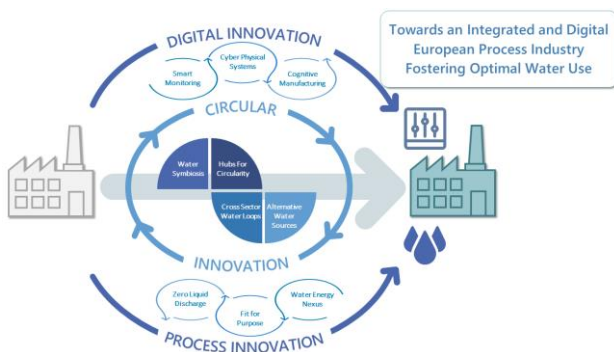 Towards an Integrated and Digital
European Process Industry
Fostering Optimal Water Use
DIGITAL INNOVATION
Cyber Physical
Systems
Smart
Monitoring
Cognitive
Manufacturing
CIRCULAR
Water
Symbiosis
Hubs For
Circularity
Cross Sector
Water Loops
Alternative
Water
Sources
INNOVATION
Zero Liquid
Discharge
Fit for
Purpose
Water Energy
Nexus
PROCESS INNOVATION